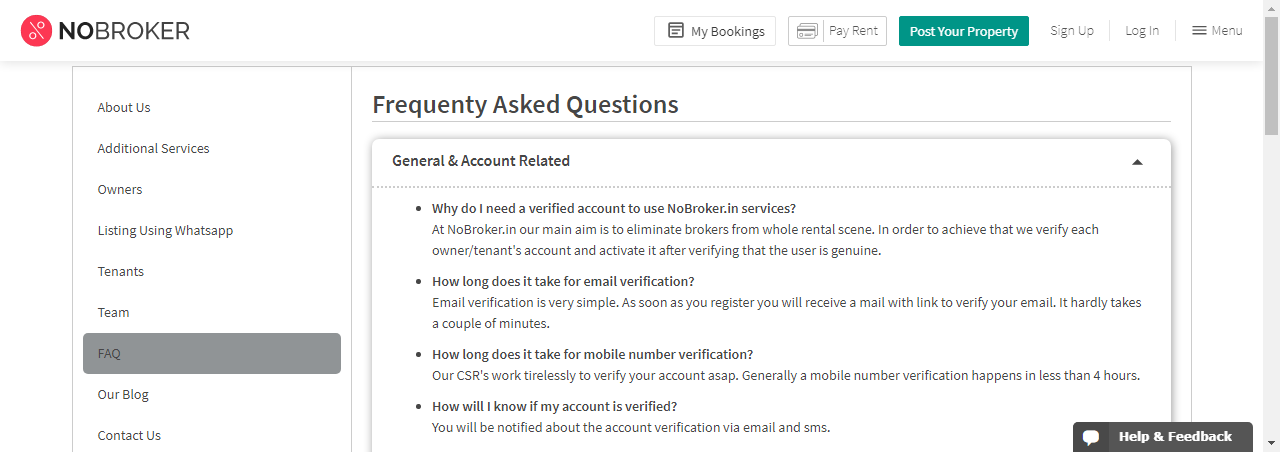 NOBROKER
My Bookings
Pay Rent
Post Your Property
Sign Up
Log In
Menu
About Us
Additional Services
Owners
Listing Using Whatsapp
Tenants
Team
FAQ
Our Blog
Contact Us
Frequenty Asked Questions
General & Account Related
Why do I need a verified account to use NoBroker.in services?
At NoBroker.in our main aim is to eliminate brokers from whole rental scene. In order to achieve that we verify each
owner/tenant's account and activate it after verifying that the user is genuine.
How long does it take for email verification?
Email verification is very simple. As soon as you register you will receive a mail with link to verify your email. It hardly takes
a couple of minutes.
How long does it take for mobile number verification?
Our CSR's work tirelessly to verify your account asap. Generally a mobile number verification happens in less than 4 hours.
How will I know if my account is verified?
You will be notified about the account verification via email and sms.
Help & Feedback